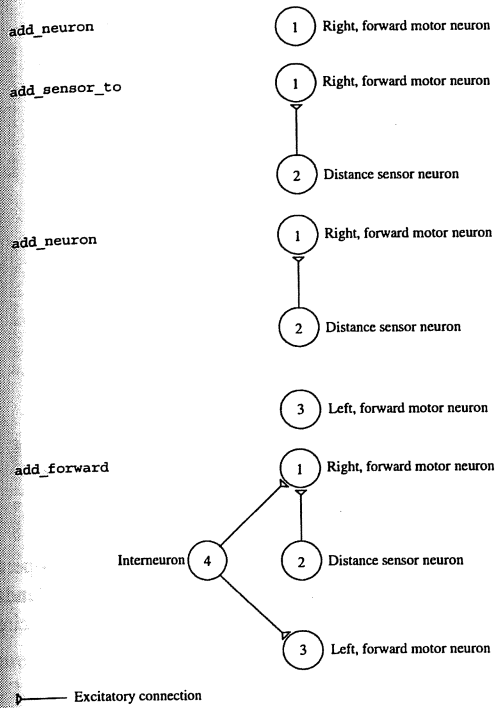 add_neuron
1
Right, forward motor neuron
add_sensor_to
1
Right, forward motor neuron
2
Distance sensor neuron
add_neuron
1
Right, forward motor neuron
2
Distance sensor neuron
3
Left, forward motor neuron
add_forward
1
Right, forward motor neuron
Interneuron
4
2
Distance sensor neuron
3
Left, forward motor neuron
Excitatory connection